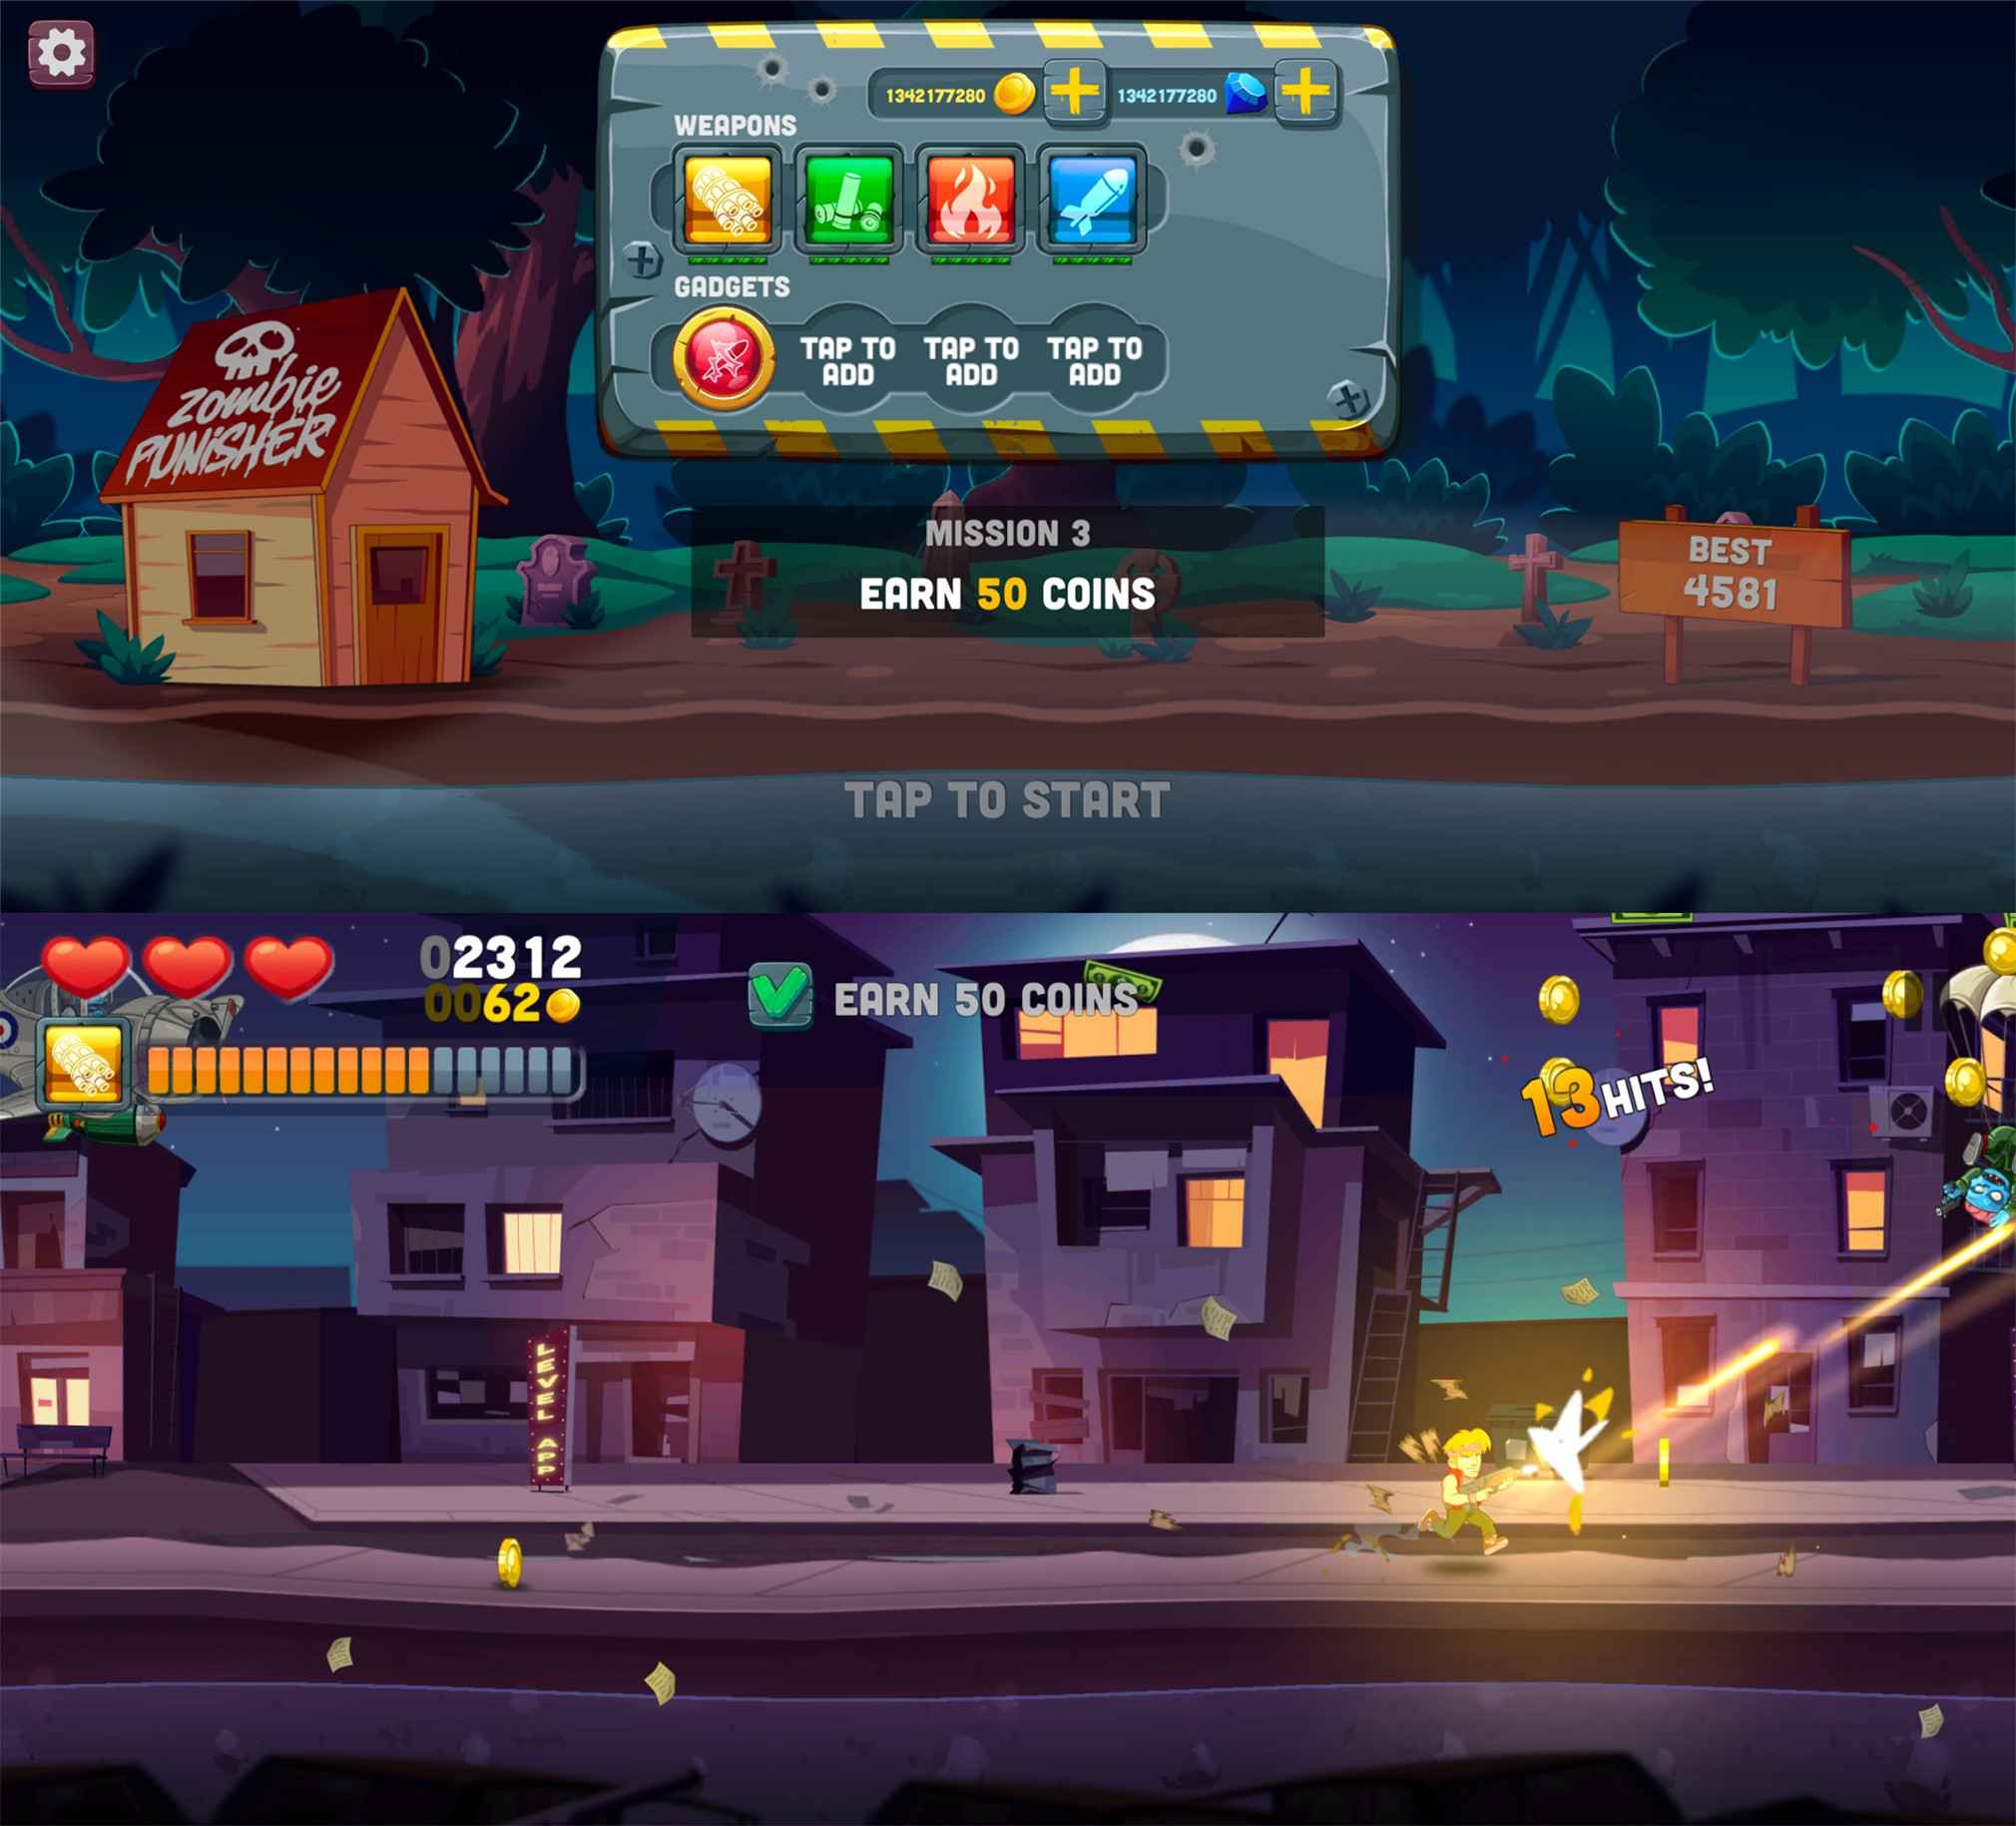 1342177280 1342177280
WEAPONS
GADGETS
TAP TO ADD
TAP TO ADD
TAP TO ADD
zombie
PUNiSHER
MISSION 3
EARN 50 COINS
BEST
4581
TAP TO START
02312
0062
EARN 50 COINS
13 HITS!
LEVEL APP